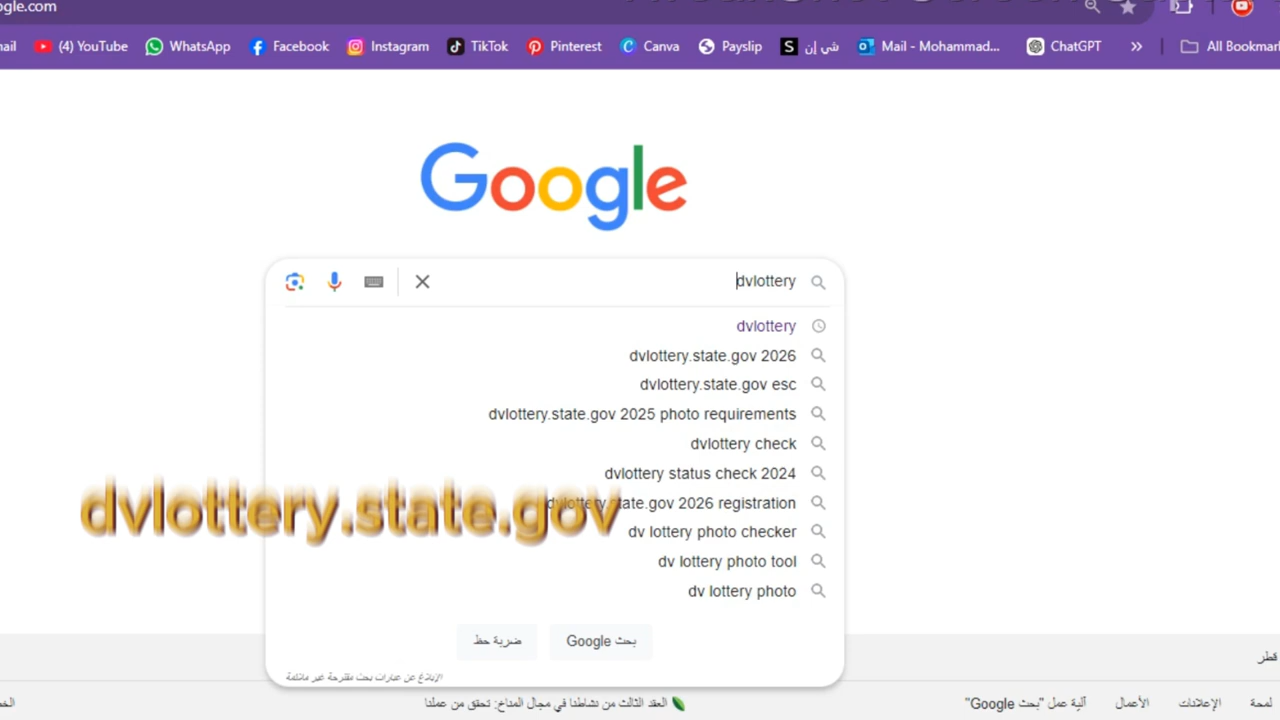 gle.com
ail (4) YouTube WhatsApp Facebook Instagram TikTok Pinterest Canva Payslip S شي إن Mail - Mohammad... ChatGPT » All Bookmar
Google
dvlottery
dvlottery
dvlottery.state.gov 2026
dvlottery.state.gov esc
dvlottery.state.gov 2025 photo requirements
dvlottery check
dvlottery status check 2024
dvlottery.state.gov 2026 registration
dvlottery.state.gov
dv lottery photo checker
dv lottery photo tool
dv lottery photo
بحث Google
ضربة حظ
الإبلاغ عن عبارات بحث مقترحة غير ملائمة
قطر
لمحة
الإعلانات
الأعمال
آلية عمل "بحث Google"
العقد الثالث من نشاطنا في مجال المناخ: تحقق من عملنا